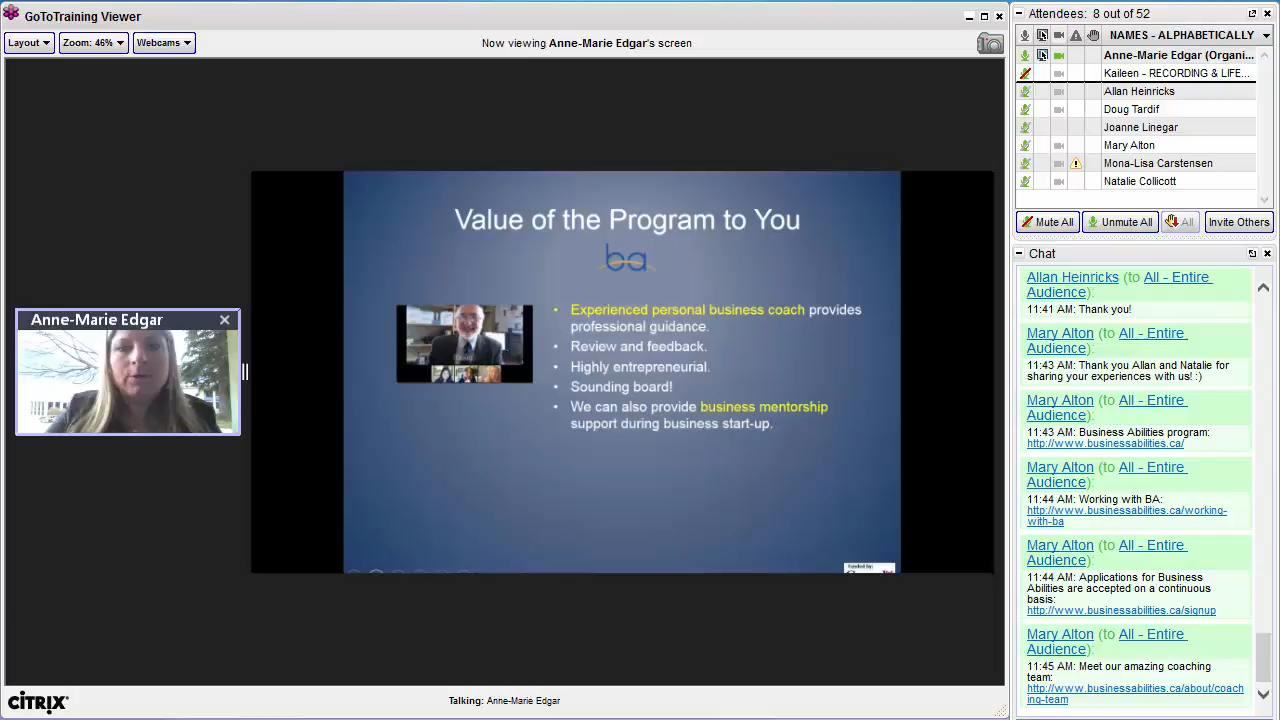 GoToTraining Viewer
Layout
Zoom: 46%
Webcams
Now viewing Anne-Marie Edgar's screen
Anne-Marie Edgar
Value of the Program to You
ba
• Experienced personal business coach provides
professional guidance.
• Review and feedback.
• Highly entrepreneurial.
• Sounding board!
• We can also provide business mentorship
support during business start-up.
Doug
Funded by:
CITRIX®
Talking: Anne-Marie Edgar
Attendees: 8 out of 52
NAMES - ALPHABETICALLY
Anne-Marie Edgar (Organi...
Kaileen - RECORDING & LIFE...
Allan Heinricks
Doug Tardif
Joanne Linegar
Mary Alton
Mona-Lisa Carstensen
Natalie Collicott
Mute All
Unmute All
All
Invite Others
Chat
Allan Heinricks (to All - Entire
Audience):
11:41 AM: Thank you!
Mary Alton (to All - Entire
Audience):
11:43 AM: Thank you Allan and Natalie for
sharing your experiences with us! :)
Mary Alton (to All - Entire
Audience):
11:43 AM: Business Abilities program:
http://www.businessabilities.ca/
Mary Alton (to All - Entire
Audience):
11:44 AM: Working with BA:
http://www.businessabilities.ca/working-
with-ba
Mary Alton (to All - Entire
Audience):
11:44 AM: Applications for Business
Abilities are accepted on a continuous
basis:
http://www.businessabilities.ca/signup
Mary Alton (to All - Entire
Audience):
11:45 AM: Meet our amazing coaching
team:
http://www.businessabilities.ca/about/coach
ing-team